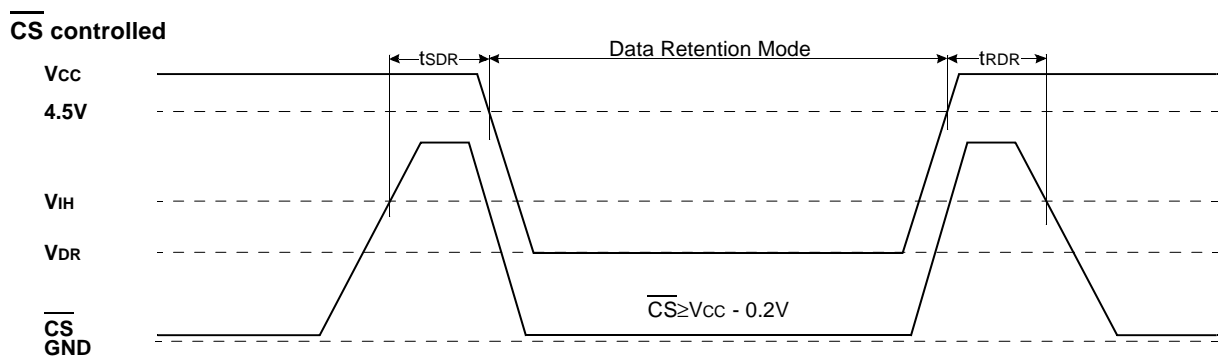 CS controlled
tSDR
Data Retention Mode
tRDR
VCC
4.5V
VIH
VDR
CS≥VCC - 0.2V
CS
GND